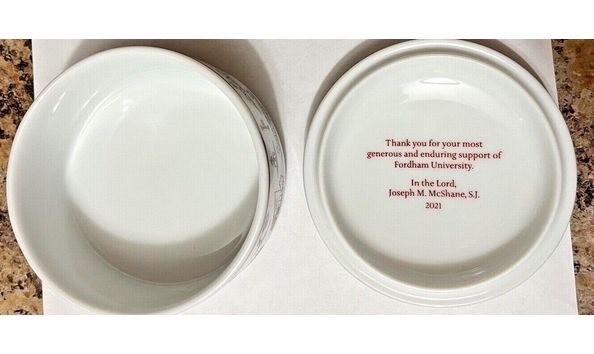 Thank you for your most
generous and enduring support of
Fordham University.
In the Lord,
Joseph M. McShane, S.J.
2021